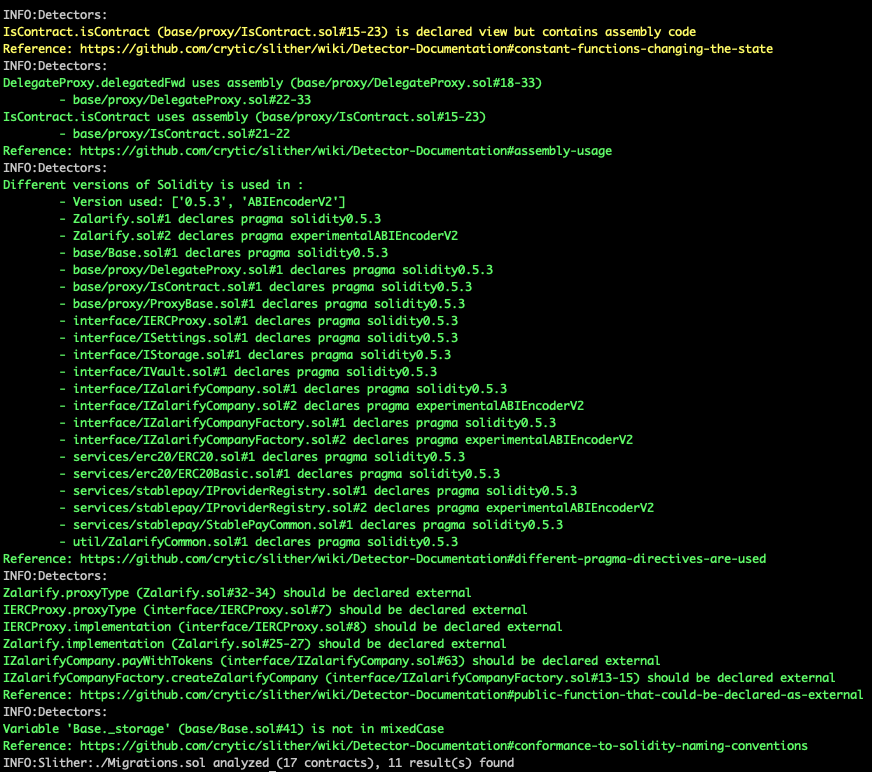 INFO:Detectors:
IsContract.isContract (base/proxy/IsContract.sol#15-23) is declared view but contains assembly code
Reference: https://github.com/crytic/slither/wiki/Detector-Documentation#constant-functions-changing-the-state
INFO:Detectors:
DelegateProxy.delegatedFwd uses assembly (base/proxy/DelegateProxy.sol#18-33)
        - base/proxy/DelegateProxy.sol#22-33
IsContract.isContract uses assembly (base/proxy/IsContract.sol#15-23)
        - base/proxy/IsContract.sol#21-22
Reference: https://github.com/crytic/slither/wiki/Detector-Documentation#assembly-usage
INFO:Detectors:
Different versions of Solidity is used in :
        - Version used: ['0.5.3', 'ABIEncoderV2']
        - Zalarify.sol#1 declares pragma solidity0.5.3
        - Zalarify.sol#2 declares pragma experimentalABIEncoderV2
        - base/Base.sol#1 declares pragma solidity0.5.3
        - base/proxy/DelegateProxy.sol#1 declares pragma solidity0.5.3
        - base/proxy/IsContract.sol#1 declares pragma solidity0.5.3
        - base/proxy/ProxyBase.sol#1 declares pragma solidity0.5.3
        - interface/IERCProxy.sol#1 declares pragma solidity0.5.3
        - interface/ISettings.sol#1 declares pragma solidity0.5.3
        - interface/IStorage.sol#1 declares pragma solidity0.5.3
        - interface/IVault.sol#1 declares pragma solidity0.5.3
        - interface/IZalarifyCompany.sol#1 declares pragma solidity0.5.3
        - interface/IZalarifyCompany.sol#2 declares pragma experimentalABIEncoderV2
        - interface/IZalarifyCompanyFactory.sol#1 declares pragma solidity0.5.3
        - interface/IZalarifyCompanyFactory.sol#2 declares pragma experimentalABIEncoderV2
        - services/erc20/ERC20.sol#1 declares pragma solidity0.5.3
        - services/erc20/ERC20Basic.sol#1 declares pragma solidity0.5.3
        - services/stablepay/IProviderRegistry.sol#1 declares pragma solidity0.5.3
        - services/stablepay/IProviderRegistry.sol#2 declares pragma experimentalABIEncoderV2
        - services/stablepay/StablePayCommon.sol#1 declares pragma solidity0.5.3
        - util/ZalarifyCommon.sol#1 declares pragma solidity0.5.3
Reference: https://github.com/crytic/slither/wiki/Detector-Documentation#different-pragma-directives-are-used
INFO:Detectors:
Zalarify.proxyType (Zalarify.sol#32-34) should be declared external
IERCProxy.proxyType (interface/IERCProxy.sol#7) should be declared external
IERCProxy.implementation (interface/IERCProxy.sol#8) should be declared external
Zalarify.implementation (Zalarify.sol#25-27) should be declared external
IZalarifyCompany.payWithTokens (interface/IZalarifyCompany.sol#63) should be declared external
IZalarifyCompanyFactory.createZalarifyCompany (interface/IZalarifyCompanyFactory.sol#13-15) should be declared external
Reference: https://github.com/crytic/slither/wiki/Detector-Documentation#public-function-that-could-be-declared-as-external
INFO:Detectors:
Variable 'Base._storage' (base/Base.sol#41) is not in mixedCase
Reference: https://github.com/crytic/slither/wiki/Detector-Documentation#conformance-to-solidity-naming-conventions
INFO:Slither:./Migrations.sol analyzed (17 contracts), 11 result(s) found